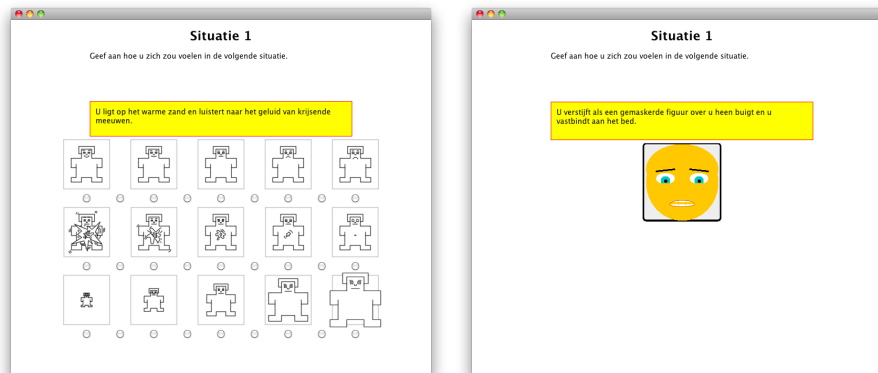 Situatie 1
Geef aan hoe u zich zou voelen in de volgende situatie.
U ligt op het warme zand en luistert naar het geluid van krijsende
meeuwen.
Situatie 1
Geef aan hoe u zich zou voelen in de volgende situatie.
U verstijft als een gemaskerde figuur over u heen buigt en u
vastbindt aan het bed.